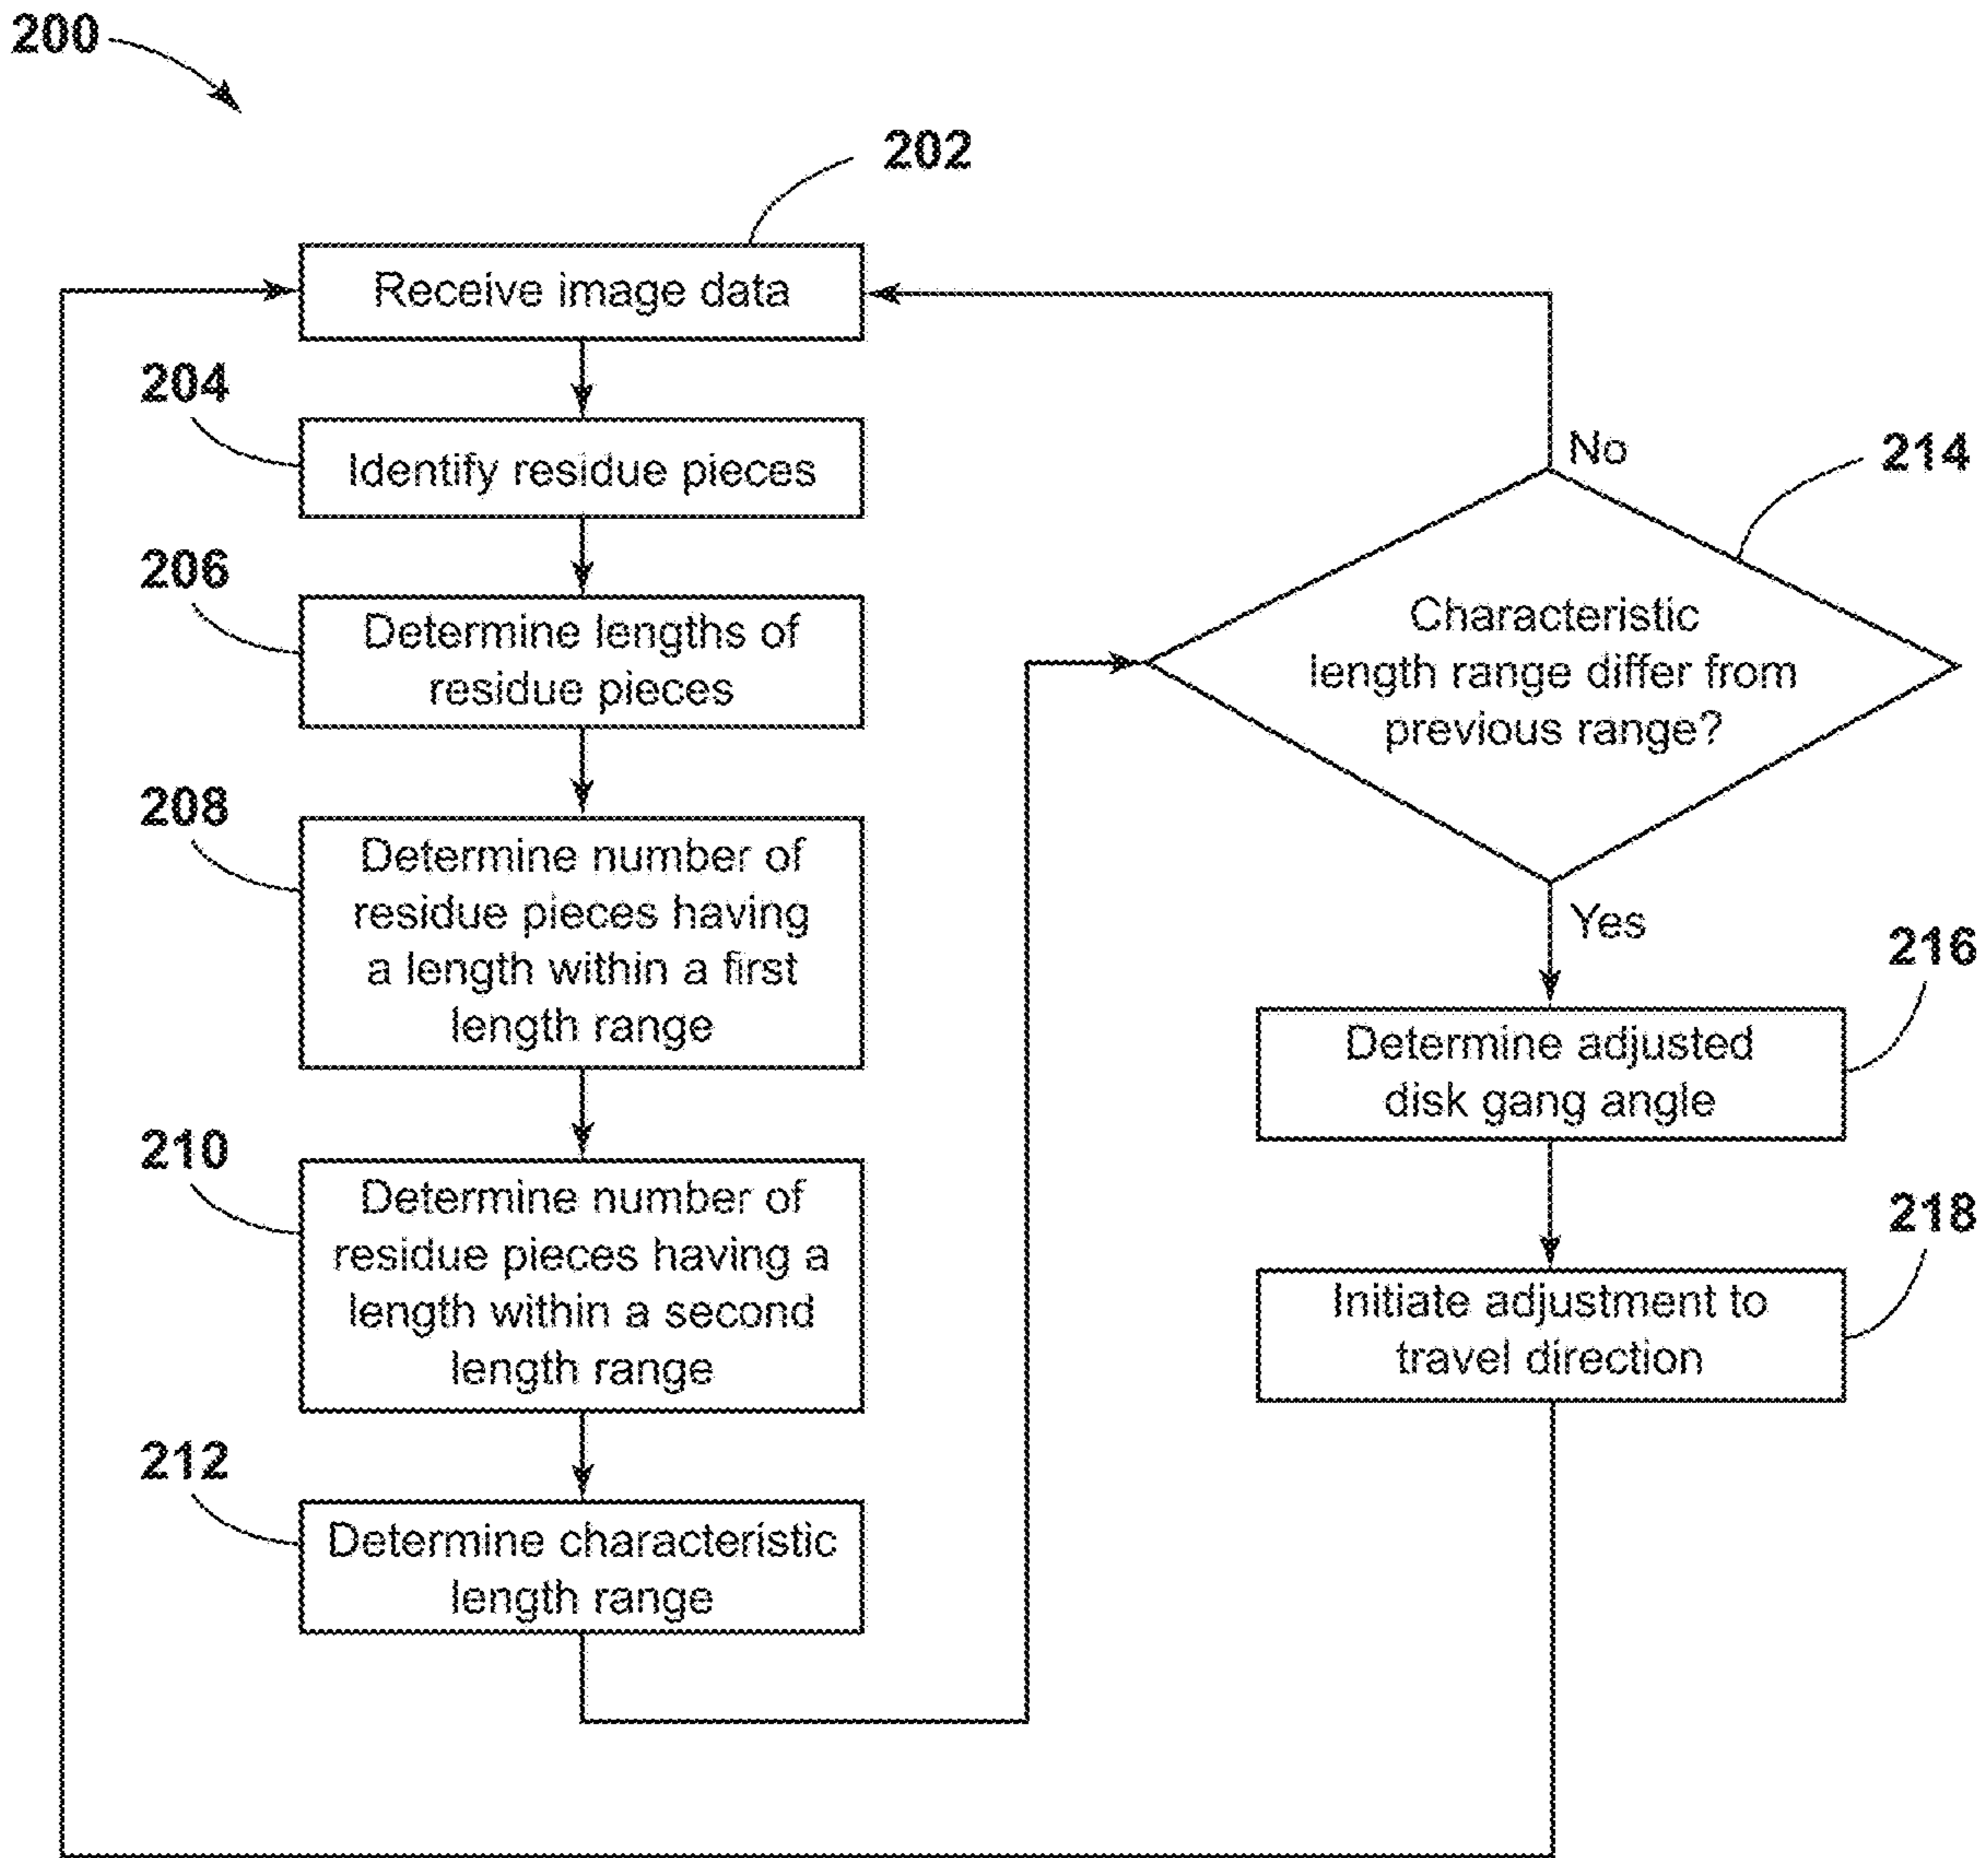 200
202
Receive image data
204
Identify residue pieces
206
Determine lengths of
residue pieces
208
Determine number of
residue pieces having
a length within a first
length range
210
Determine number of
residue pieces having a
length within a second
length range
212
Determine characteristic
length range
No
214
Characteristic
length range differ from
previous range?
Yes
216
Determine adjusted
disk gang angle
218
Initiate adjustment to
travel direction